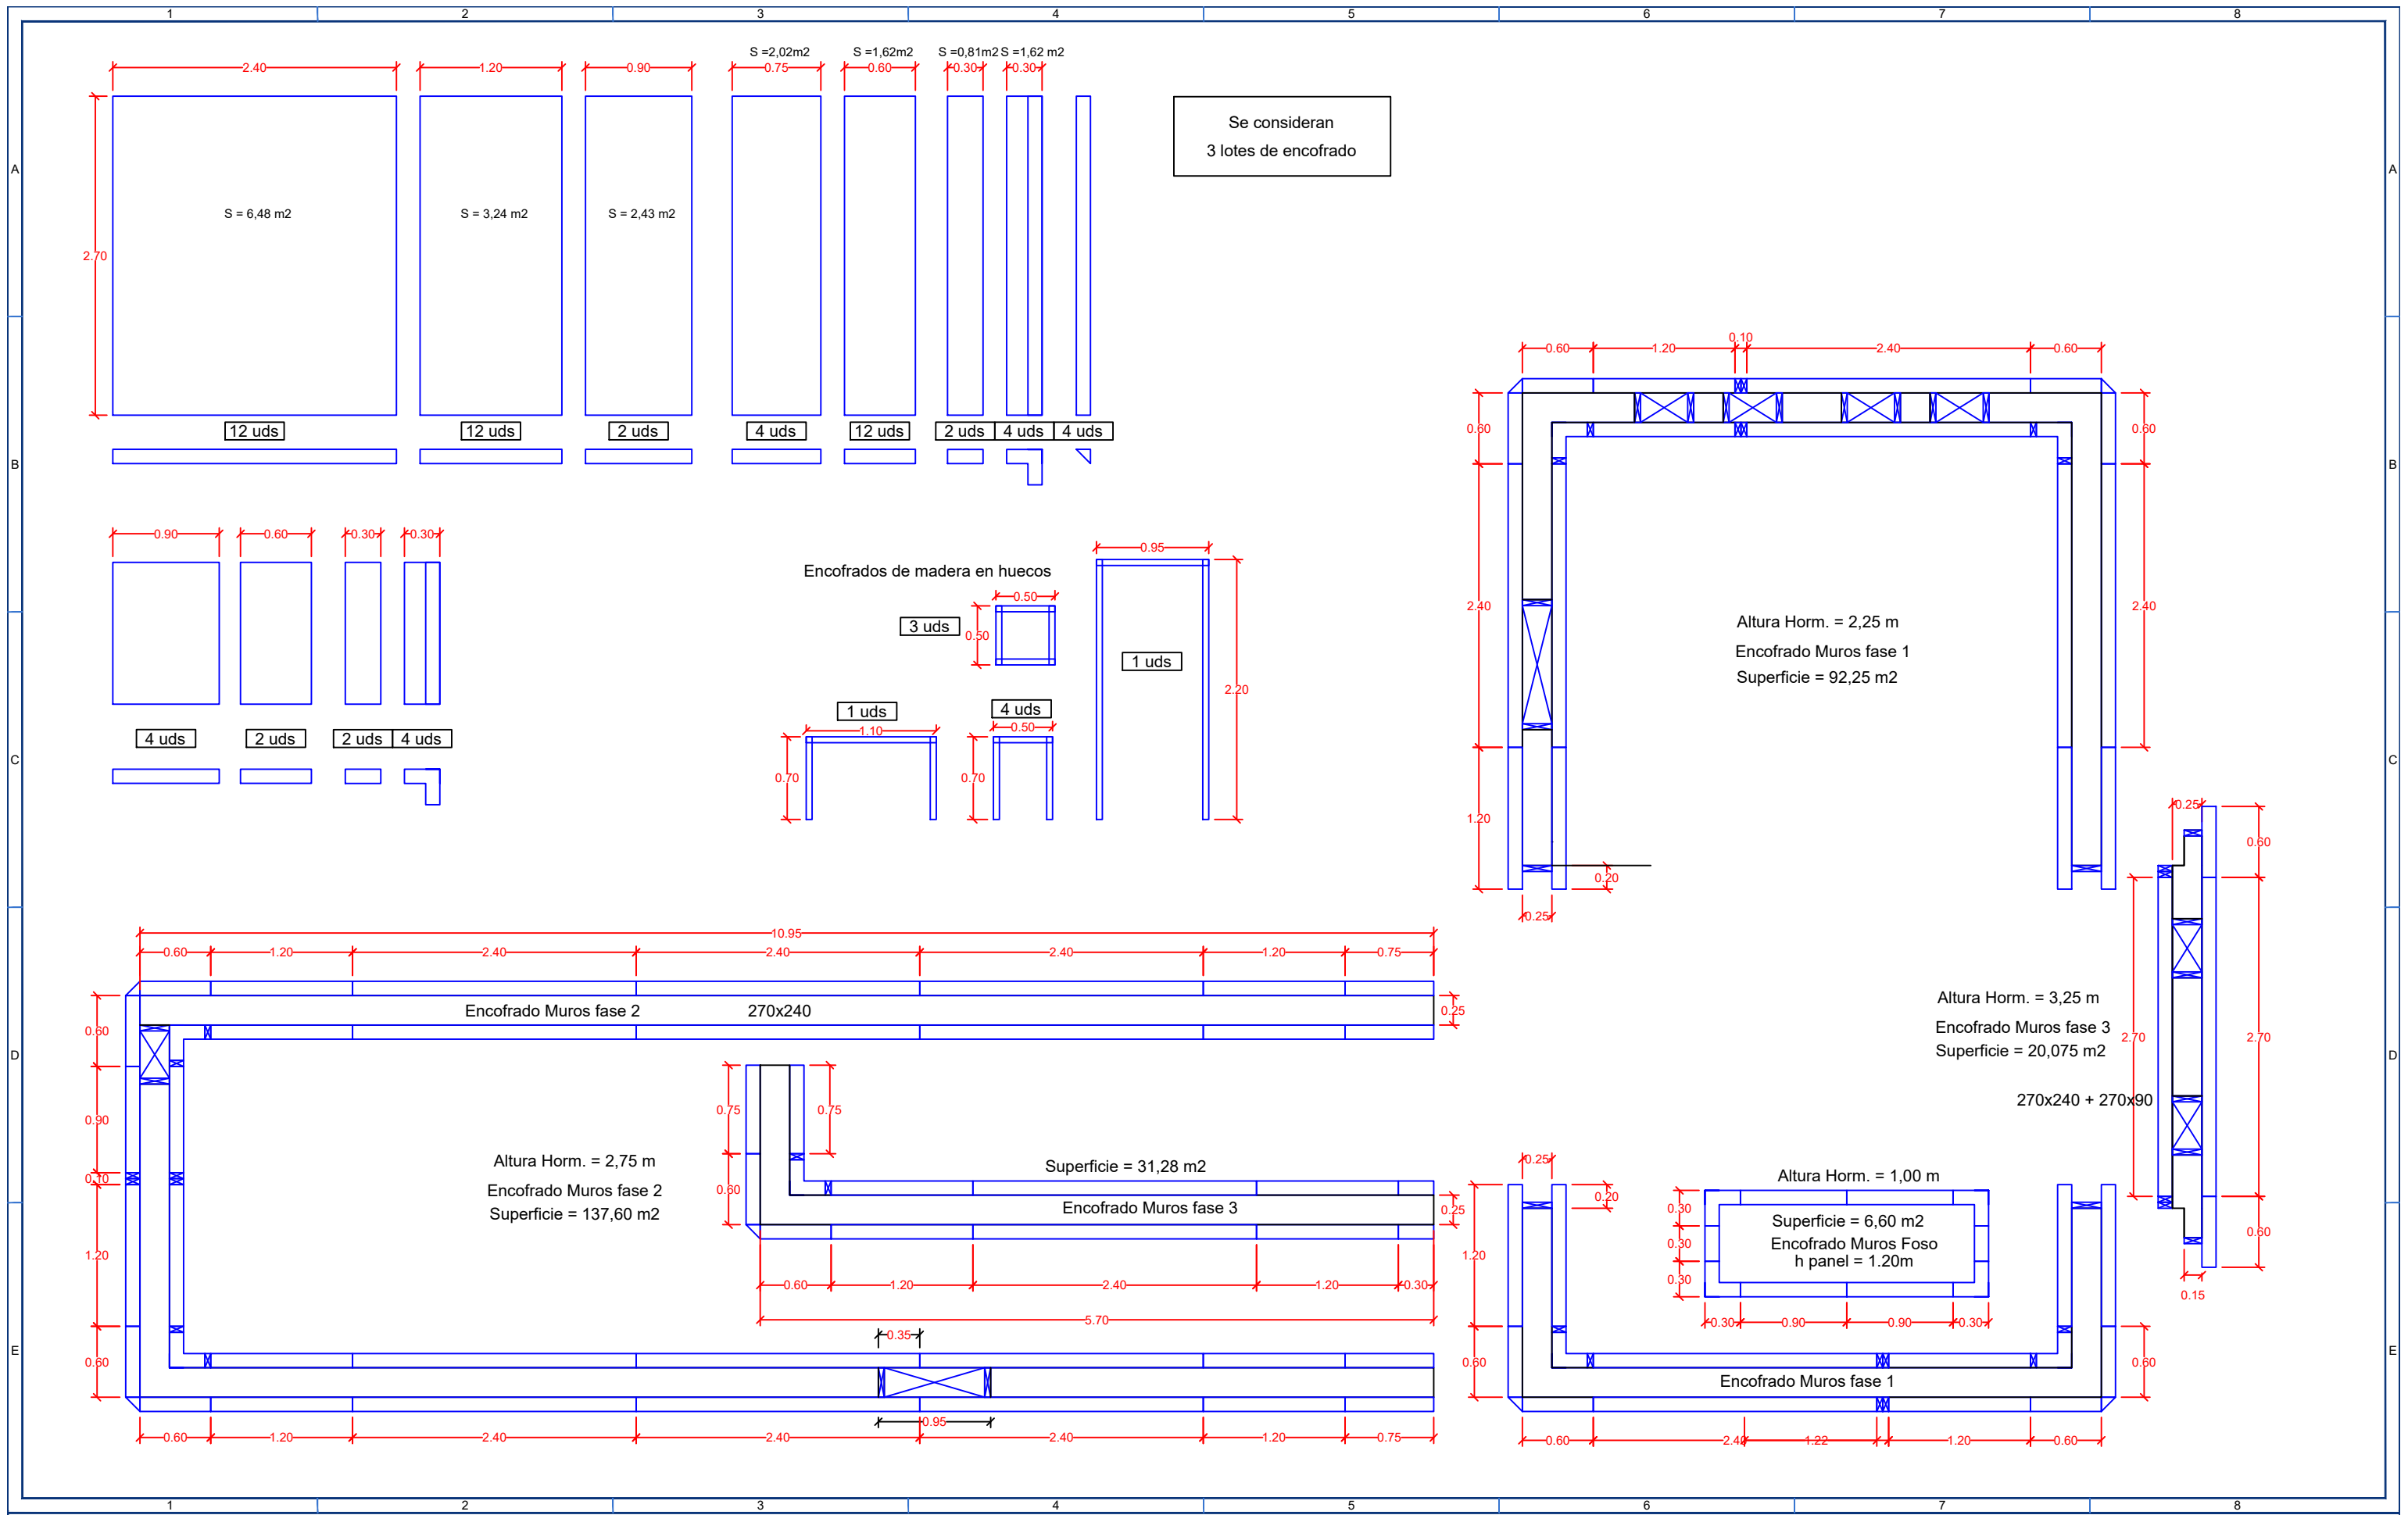 1 2 3 4 5 6 7 8
S =2,02m2 S =1,62m2 S =0,81m2 S =1,62 m2
2.40 1.20 0.90 0.75 0.60 0.30 0.30
Se consideran
3 lotes de encofrado
A A
S = 6,48 m2 S = 3,24 m2 S = 2,43 m2
2.70
0.10
0.60 1.20 2.40 0.60
12 uds 12 uds 2 uds 4 uds 12 uds 2 uds 4 uds 4 uds
0.60 0.60
B B
0.90 0.60 0.30 0.30
0.95
Encofrados de madera en huecos
0.50
3 uds 0.50
1 uds
2.20
2.40 2.40
Altura Horm. = 2,25 m
Encofrado Muros fase 1
Superficie = 92,25 m2
1 uds 4 uds
1.10 0.50
4 uds 2 uds 2 uds 4 uds
0.70 0.70
C C
1.20
0.25
0.60
0.20
0.25
10.95
0.60 1.20 2.40 2.40 2.40 1.20 0.75
Encofrado Muros fase 2 270x240
0.25
0.60
D D
Altura Horm. = 3,25 m
Encofrado Muros fase 3
Superficie = 20,075 m2
2.70 2.70
270x240 + 270x90
0.90
0.75 0.75
Altura Horm. = 2,75 m
Encofrado Muros fase 2
Superficie = 137,60 m2
Superficie = 31,28 m2
0.10
0.60
Encofrado Muros fase 3
0.25
0.25
0.20
Altura Horm. = 1,00 m
0.30
Superficie = 6,60 m2
0.30
Encofrado Muros Foso
h panel = 1.20m
0.30
0.30 0.90 0.90 0.30
0.60
0.15
1.20 1.20
0.60 1.20 2.40 1.20 0.30
5.70
0.35
E E
0.60 0.60 0.60
Encofrado Muros fase 1
0.95
0.60 1.20 2.40 2.40 2.40 1.20 0.75
0.60 2.40 1.22 1.20 0.60
1 2 3 4 5 6 7 8